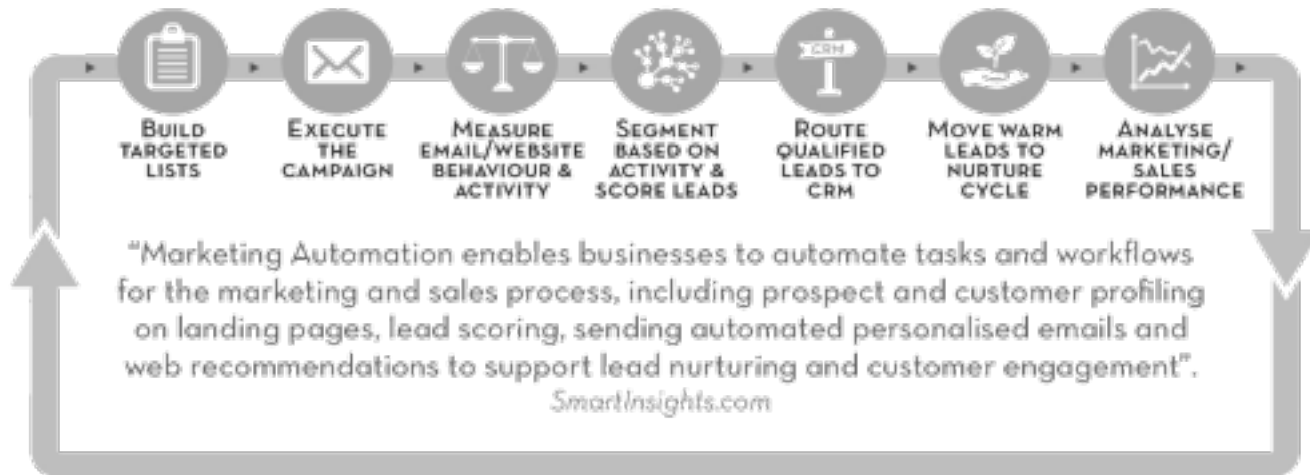 CRM
BUILD
TARGETED
LISTS
EXECUTE
THE
CAMPAIGN
MEASURE
EMAIL/WEBSITE
BEHAVIOUR &
ACTIVITY
SEGMENT
BASED ON
ACTIVITY &
SCORE LEADS
ROUTE
QUALIFIED
LEADS TO
CRM
MOVE WARM
LEADS TO
NURTURE
CYCLE
ANALYSE
MARKETING/
SALES
PERFORMANCE
“Marketing Automation enables businesses to automate tasks and workflows
for the marketing and sales process, including prospect and customer profiling
on landing pages, lead scoring, sending automated personalised emails and
web recommendations to support lead nurturing and customer engagement”.
SmartInsights.com